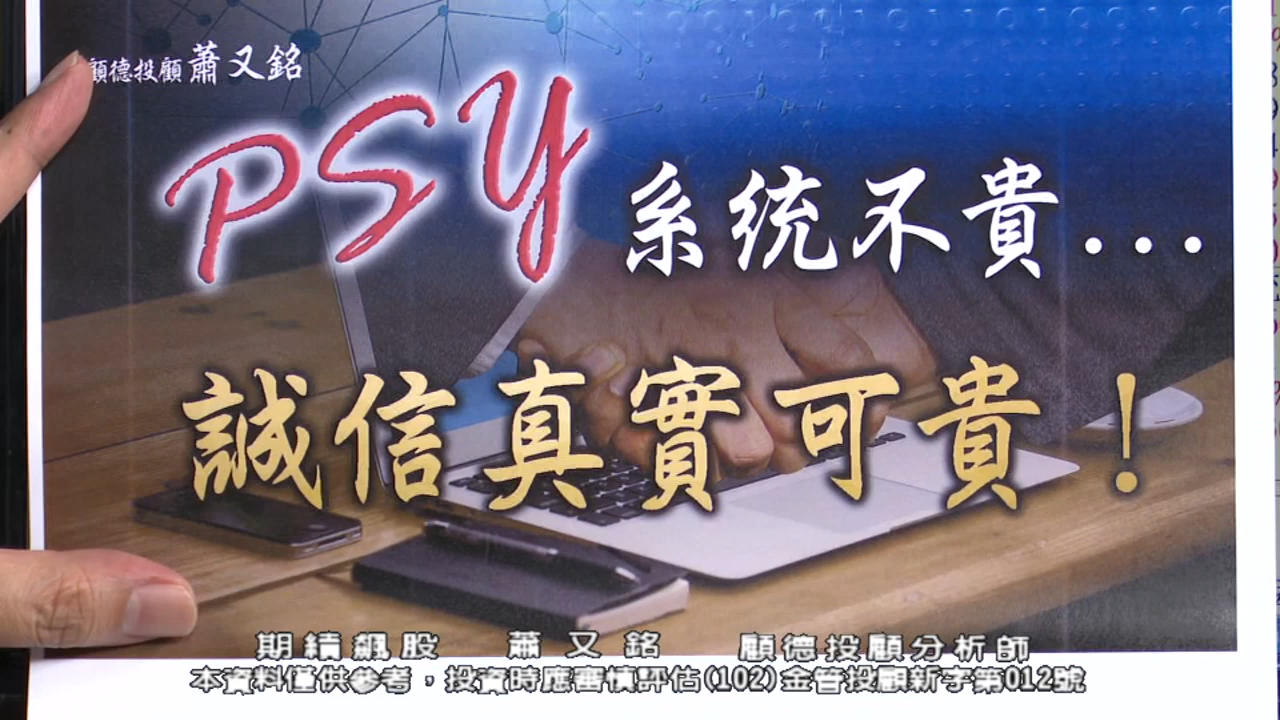 顧德投顧 蕭又銘
PSY 系統不貴...
誠信真實可貴！
期續飆股 蕭又銘 顧德投顧分析師
本資料僅供參考，投資時應審慎評估(102)金管投顧新字第012號